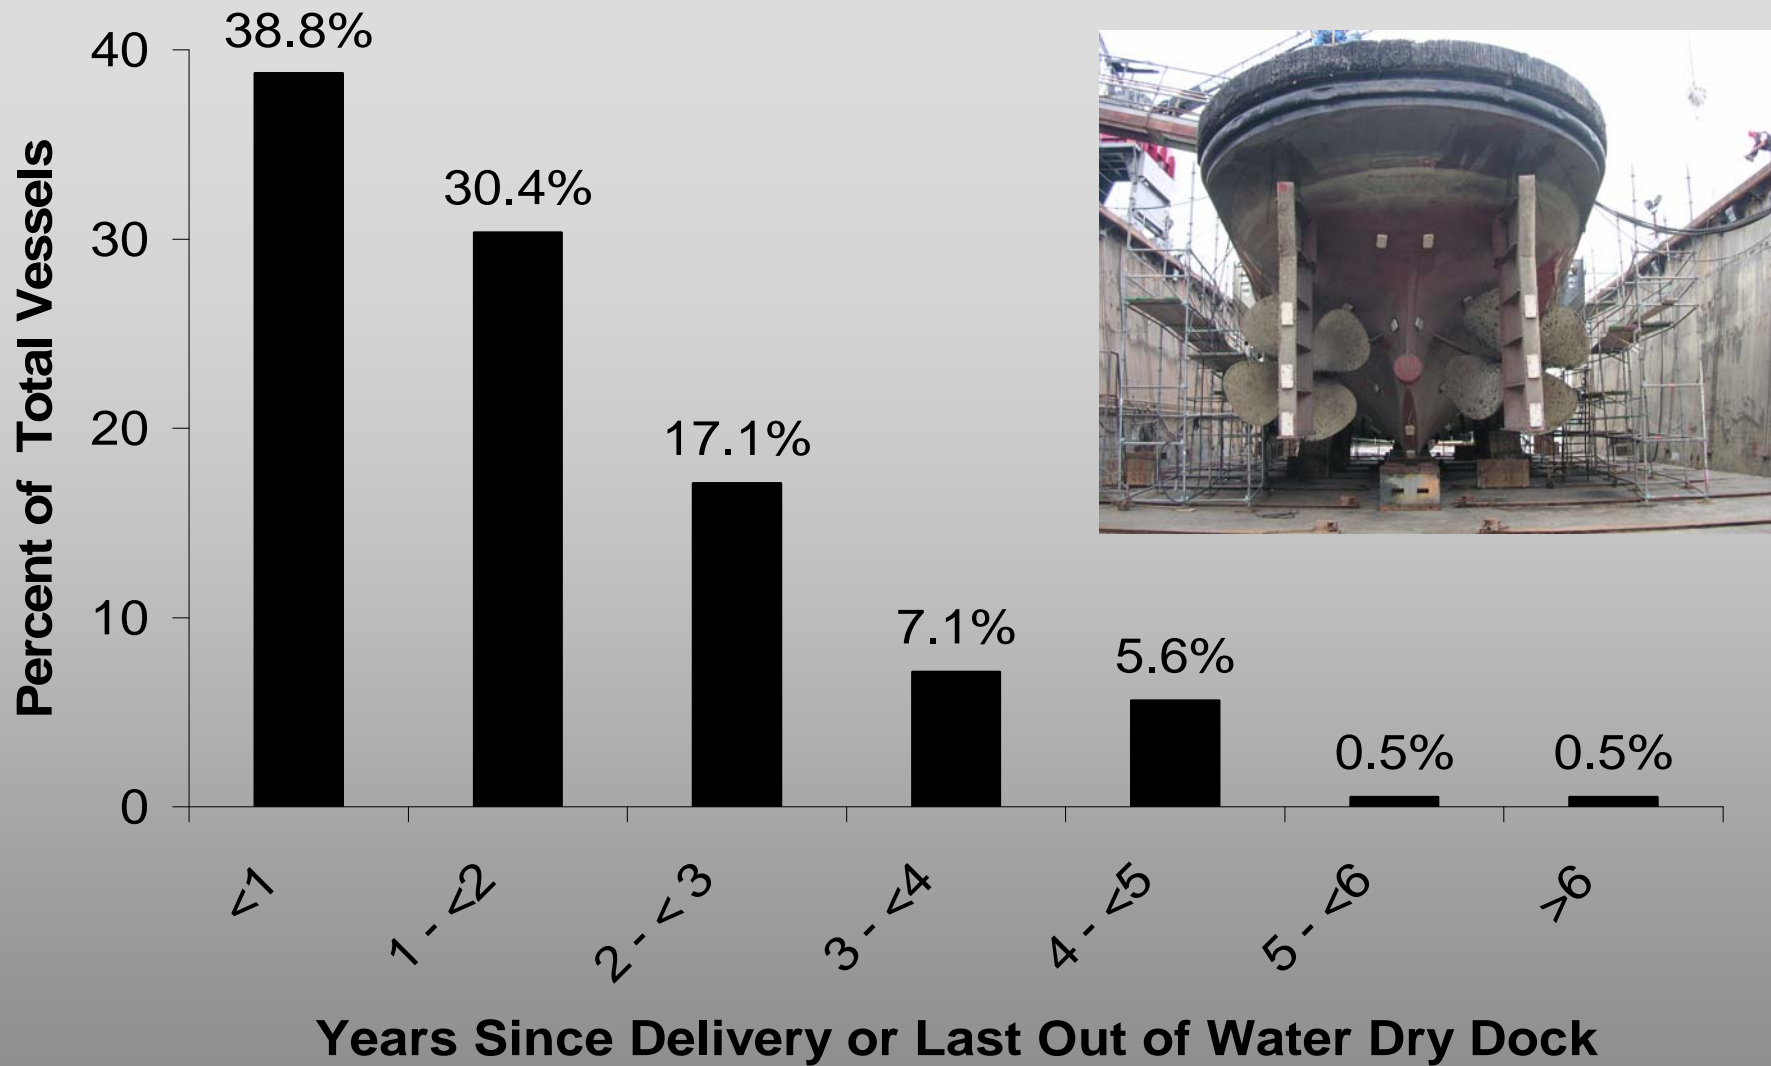 38.8%
40
30.4%
30
17.1%
20
7.1%
10
5.6%
0.5%
0.5%
0
Percent of Total Vessels
<1
1 - <2
2 - < 3
3 - <4
4 - <5
5 - <6
>6
Years Since Delivery or Last Out of Water Dry Dock